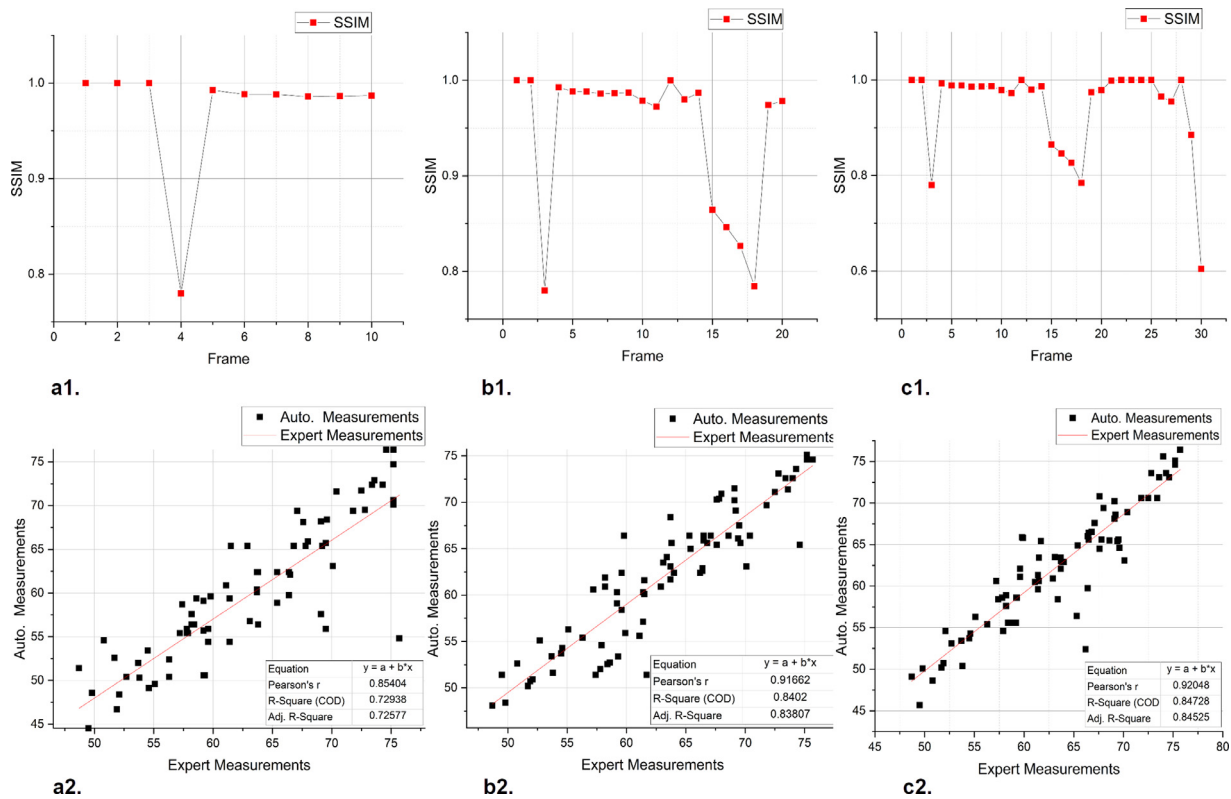 SSIM
1.0
0.9
0.8
SSIM
0 2 4 6 8 10
Frame
a1.
SSIM
1.0
0.9
0.8
SSIM
0 5 10 15 20
Frame
b1.
SSIM
1.0
0.9
0.8
0.6
SSIM
0 5 10 15 20 25 30
Frame
c1.
Auto. Measurements
Expert Measurements
75
70
65
60
55
50
45
Auto. Measurements
Equation y = a + b*x
Pearson's r 0.85404
R-Square (COD) 0.72938
Adj. R-Square 0.72577
50 55 60 65 70 75
Expert Measurements
a2.
Auto. Measurements
Expert Measurements
75
70
65
60
55
50
Auto. Measurements
Equation y = a + b*x
Pearson's r 0.91662
R-Square (COD) 0.8402
Adj. R-Square 0.83807
50 55 60 65 70 75
Expert Measurements
b2.
Auto. Measurements
Expert Measurements
75
70
65
60
55
50
45
Auto. Measurements
Equation y = a + b*x
Pearson's r 0.92048
R-Square (COD) 0.84728
Adj. R-Square 0.84525
45 50 55 60 65 70 75 80
Expert Measurements
c2.